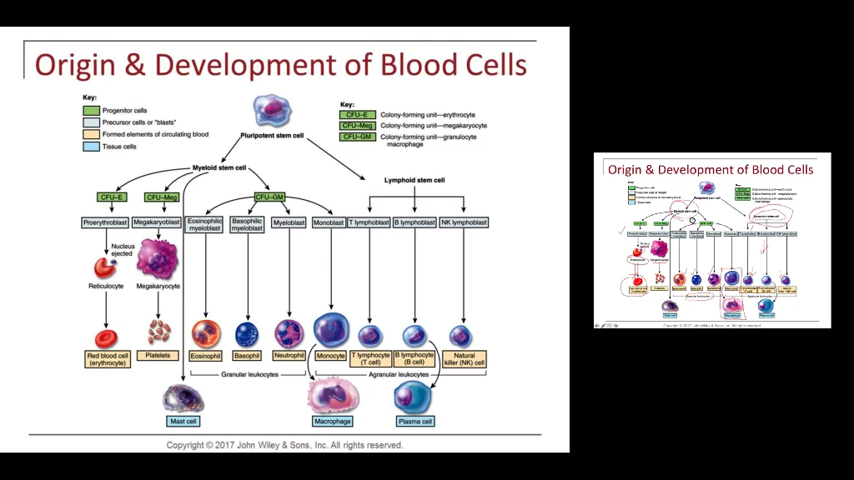 Origin & Development of Blood Cells
Key:
Progenitor cells
Precursor cells or "blasts"
Formed elements of circulating blood
Tissue cells
Pluripotent stem cell
Key:
CFU–E Colony-forming unit—erythrocyte
CFU–Meg Colony-forming unit—megakaryocyte
CFU–GM Colony-forming unit—granulocyte
macrophage
Myeloid stem cell
Lymphoid stem cell
CFU–E CFU–Meg CFU–GM
Proerythroblast Megakaryoblast Eosinophilic Basophilic Myeloblast Monoblast T lymphoblast B lymphoblast NK lymphoblast
myeloblast myeloblast
Nucleus
ejected
Reticulocyte Megakaryocyte
Red blood cell Platelets Eosinophil Basophil Neutrophil Monocyte T lymphocyte B lymphocyte Natural
(erythrocyte) (T cell) (B cell) killer (NK) cell
Granular leukocytes Agranular leukocytes
Mast cell Macrophage Plasma cell
Copyright © 2017 John Wiley & Sons, Inc. All rights reserved.
Origin & Development of Blood Cells